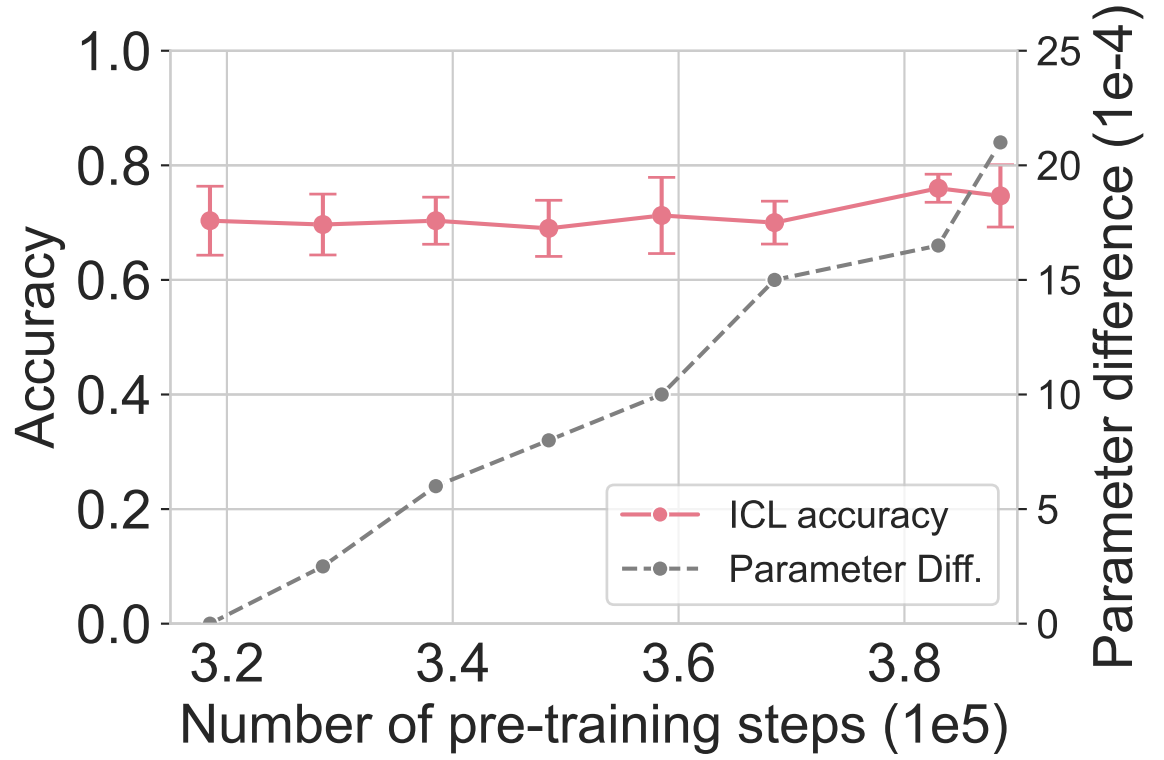 1.0
0.8
0.6
0.4
0.2
0.0
Accuracy
25
20
15
10
5
0
Parameter difference (1e-4)
ICL accuracy
Parameter Diff.
3.2 3.4 3.6 3.8
Number of pre-training steps (1e5)